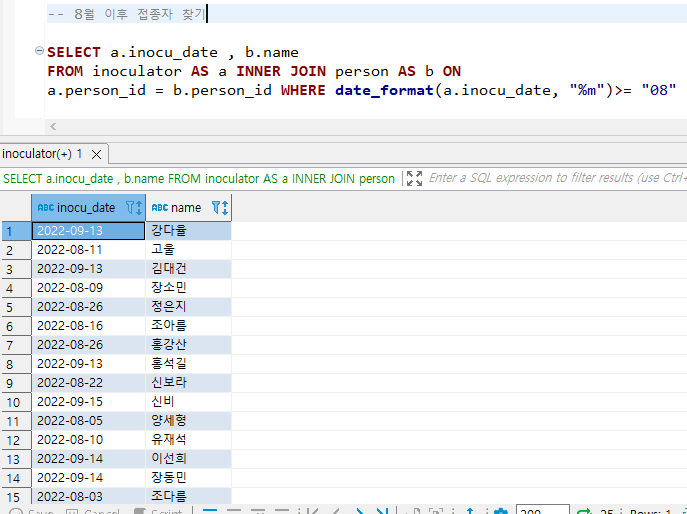 -- 8월 이후 접종자 찾기
SELECT a.inocu_date , b.name
FROM inoculator AS a INNER JOIN person AS b ON
a.person_id = b.person_id WHERE date_format(a.inocu_date, "%m")>= "08"
inoculator(+) 1
SELECT a.inocu_date , b.name FROM inoculator AS a INNER JOIN person
Enter a SQL expression to filter results (use Ctrl+
ABC inocu_date ABC name
1 2022-09-13 강다율
2 2022-08-11 고울
3 2022-09-13 김대건
4 2022-08-09 장소민
5 2022-08-26 정은지
6 2022-08-16 조아름
7 2022-08-26 홍강산
8 2022-09-13 홍석길
9 2022-08-22 신보라
10 2022-09-15 신비
11 2022-08-05 양세형
12 2022-08-10 유재석
13 2022-09-14 이선희
14 2022-09-14 장동민
15 2022-08-03 조다름
Save Cancel Script 200 25 Rows: 1